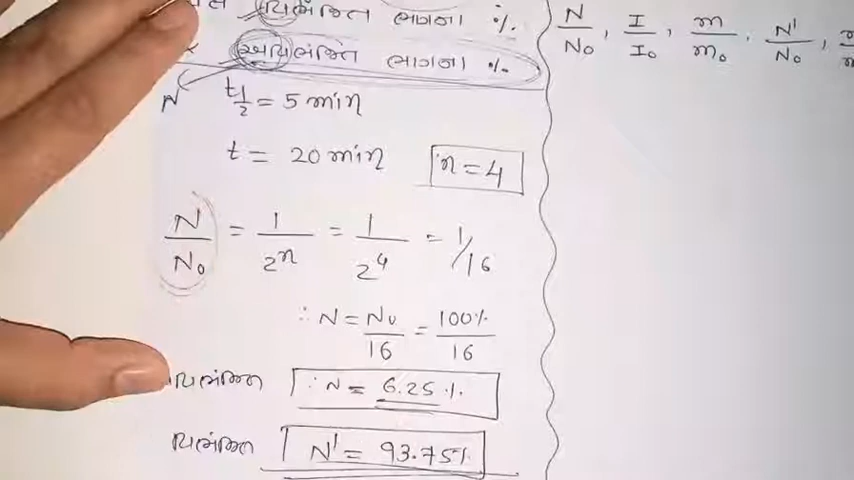 વિભંજિત ભાગના %.
અવિભંજિત ભાગના %.
N
t1/2 = 5 min
t = 20 min
n = 4
N/N₀ = 1/2ⁿ = 1/2⁴ = 1/16
∴ N = N₀/16 = 100%/16
∴ N = 6.25 %.
વિભંજિત
N' = 93.75%
N/N₀, I/I₀, m/m₀, N'/N₀,